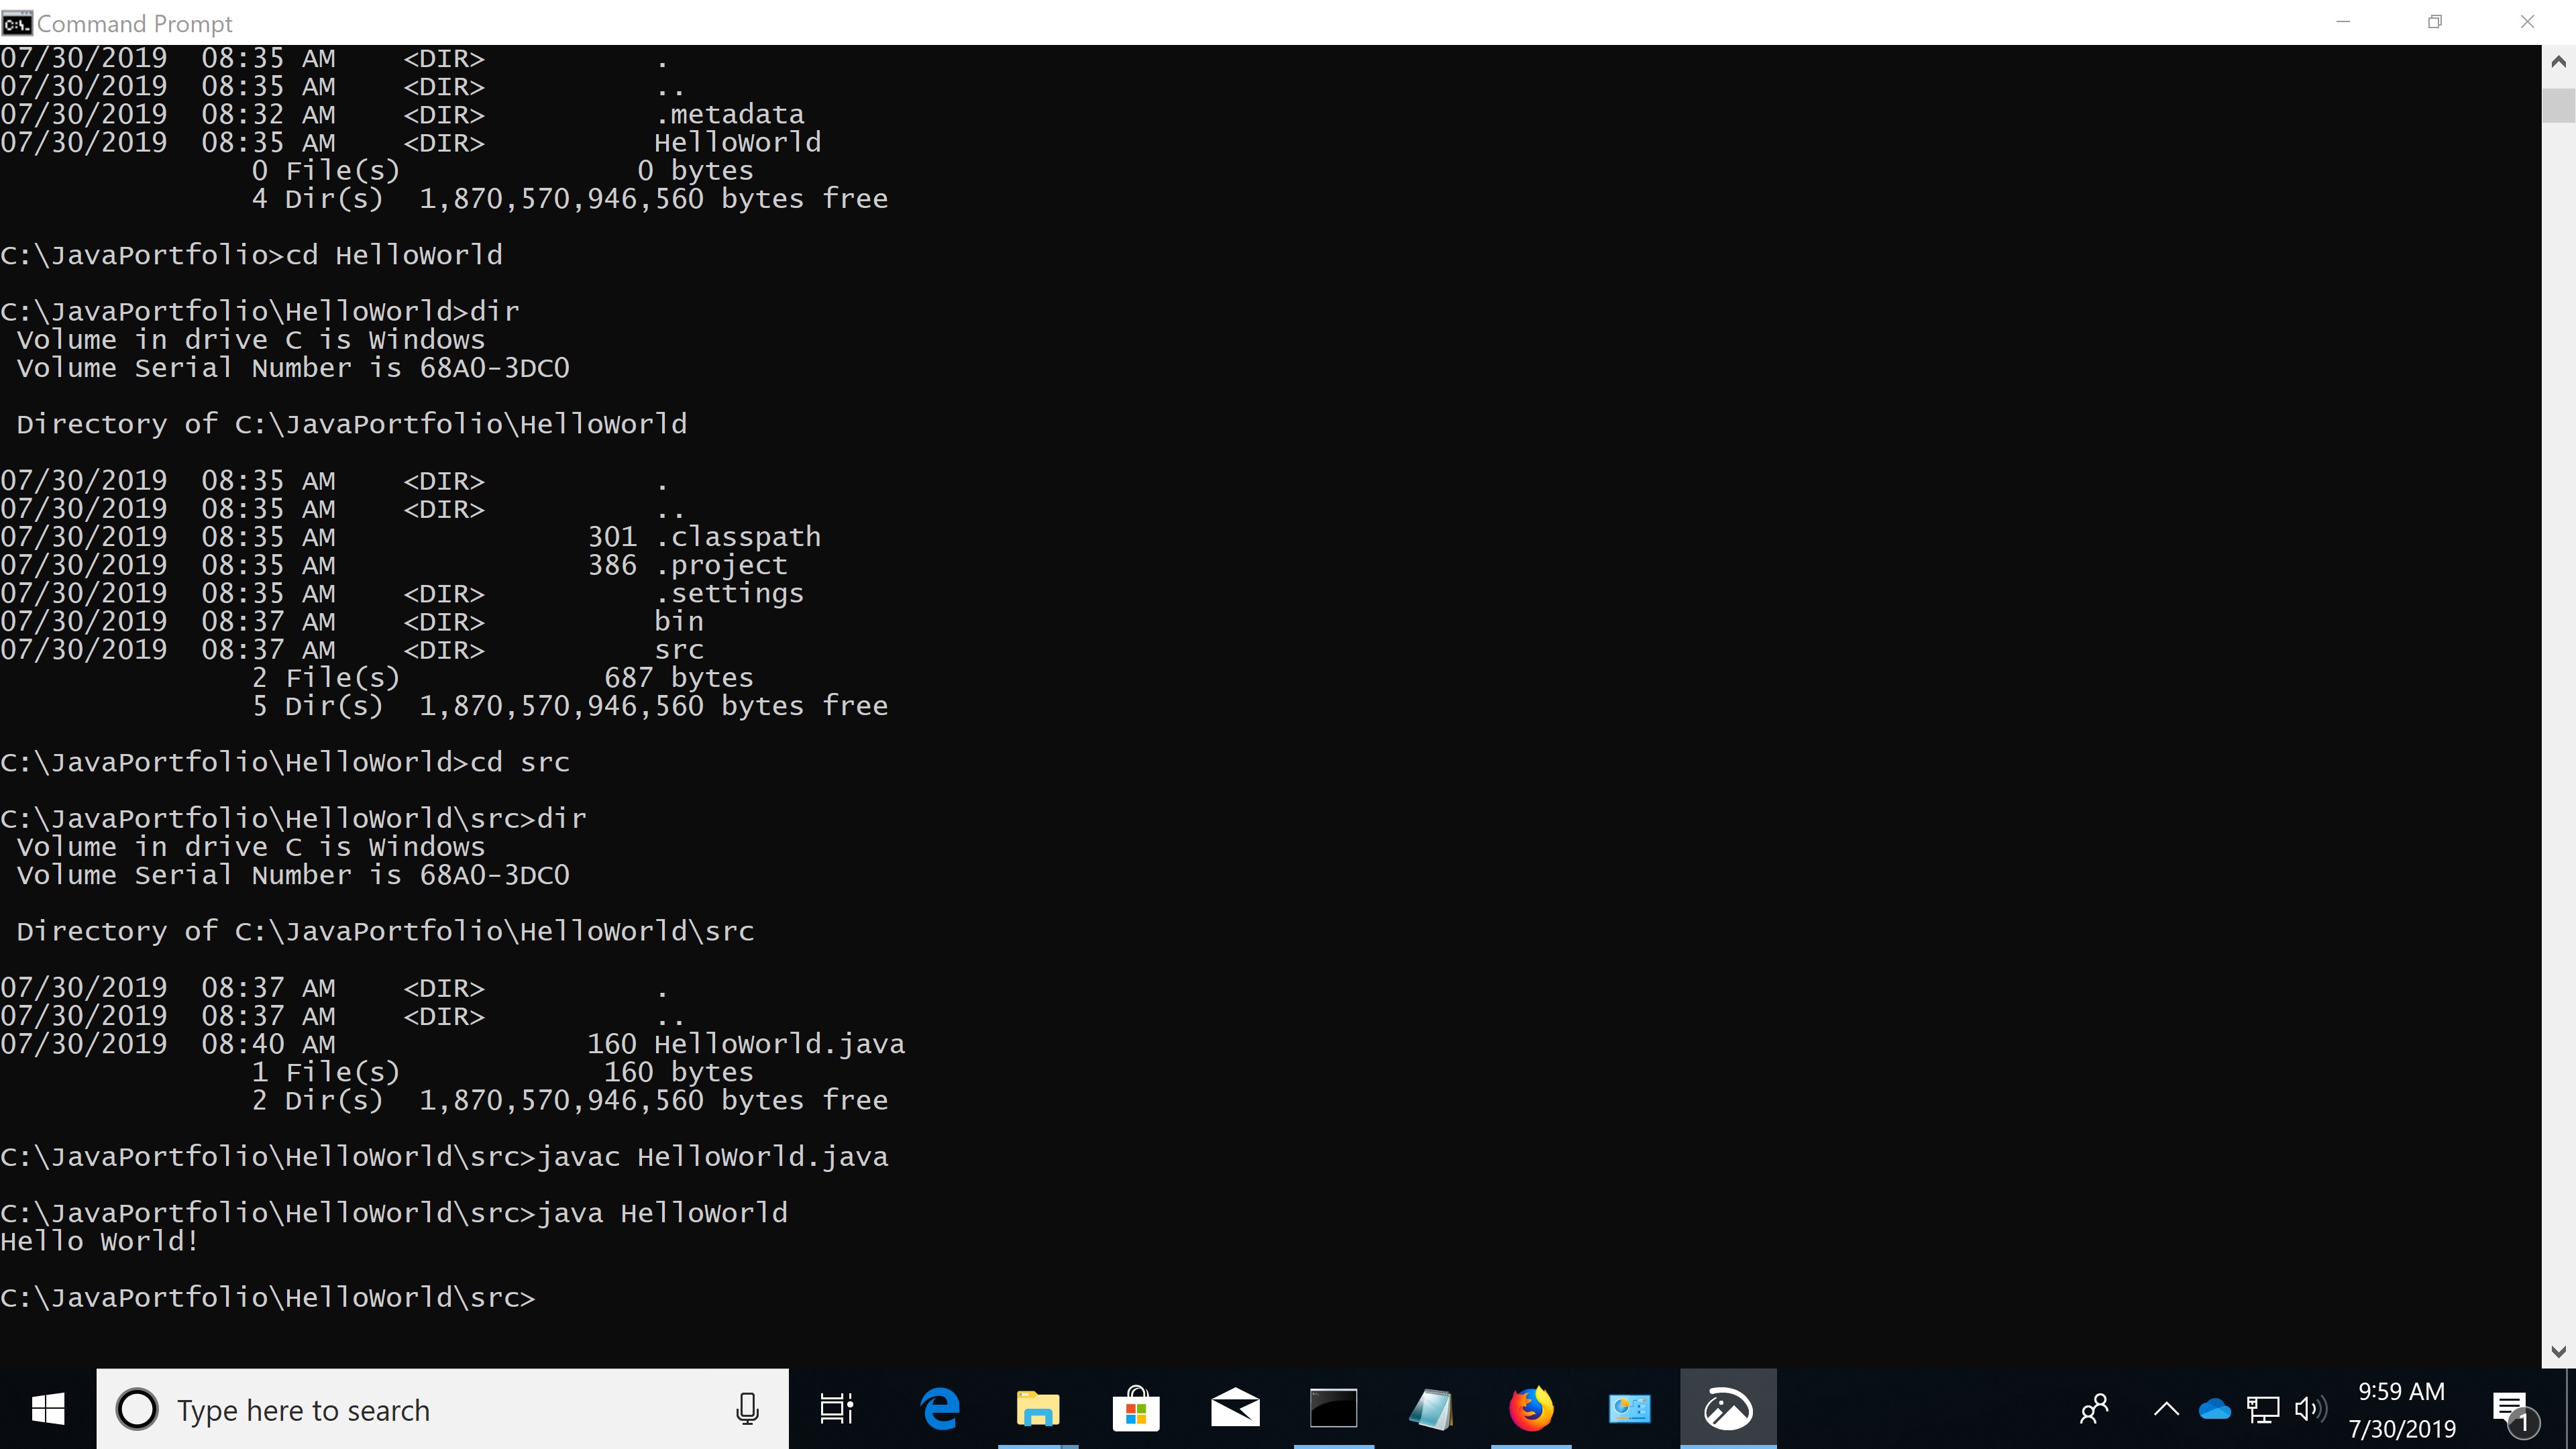 Command Prompt
07/30/2019  08:35 AM    <DIR>          .
07/30/2019  08:35 AM    <DIR>          ..
07/30/2019  08:32 AM    <DIR>          .metadata
07/30/2019  08:35 AM    <DIR>          HelloWorld
               0 File(s)              0 bytes
               4 Dir(s)  1,870,570,946,560 bytes free
C:\JavaPortfolio>cd HelloWorld
C:\JavaPortfolio\HelloWorld>dir
 Volume in drive C is Windows
 Volume Serial Number is 68A0-3DC0
 Directory of C:\JavaPortfolio\HelloWorld
07/30/2019  08:35 AM    <DIR>          .
07/30/2019  08:35 AM    <DIR>          ..
07/30/2019  08:35 AM               301 .classpath
07/30/2019  08:35 AM               386 .project
07/30/2019  08:35 AM    <DIR>          .settings
07/30/2019  08:37 AM    <DIR>          bin
07/30/2019  08:37 AM    <DIR>          src
               2 File(s)            687 bytes
               5 Dir(s)  1,870,570,946,560 bytes free
C:\JavaPortfolio\HelloWorld>cd src
C:\JavaPortfolio\HelloWorld\src>dir
 Volume in drive C is Windows
 Volume Serial Number is 68A0-3DC0
 Directory of C:\JavaPortfolio\HelloWorld\src
07/30/2019  08:37 AM    <DIR>          .
07/30/2019  08:37 AM    <DIR>          ..
07/30/2019  08:40 AM               160 HelloWorld.java
               1 File(s)            160 bytes
               2 Dir(s)  1,870,570,946,560 bytes free
C:\JavaPortfolio\HelloWorld\src>javac HelloWorld.java
C:\JavaPortfolio\HelloWorld\src>java HelloWorld
Hello World!
C:\JavaPortfolio\HelloWorld\src>
Type here to search
9:59 AM
7/30/2019
1